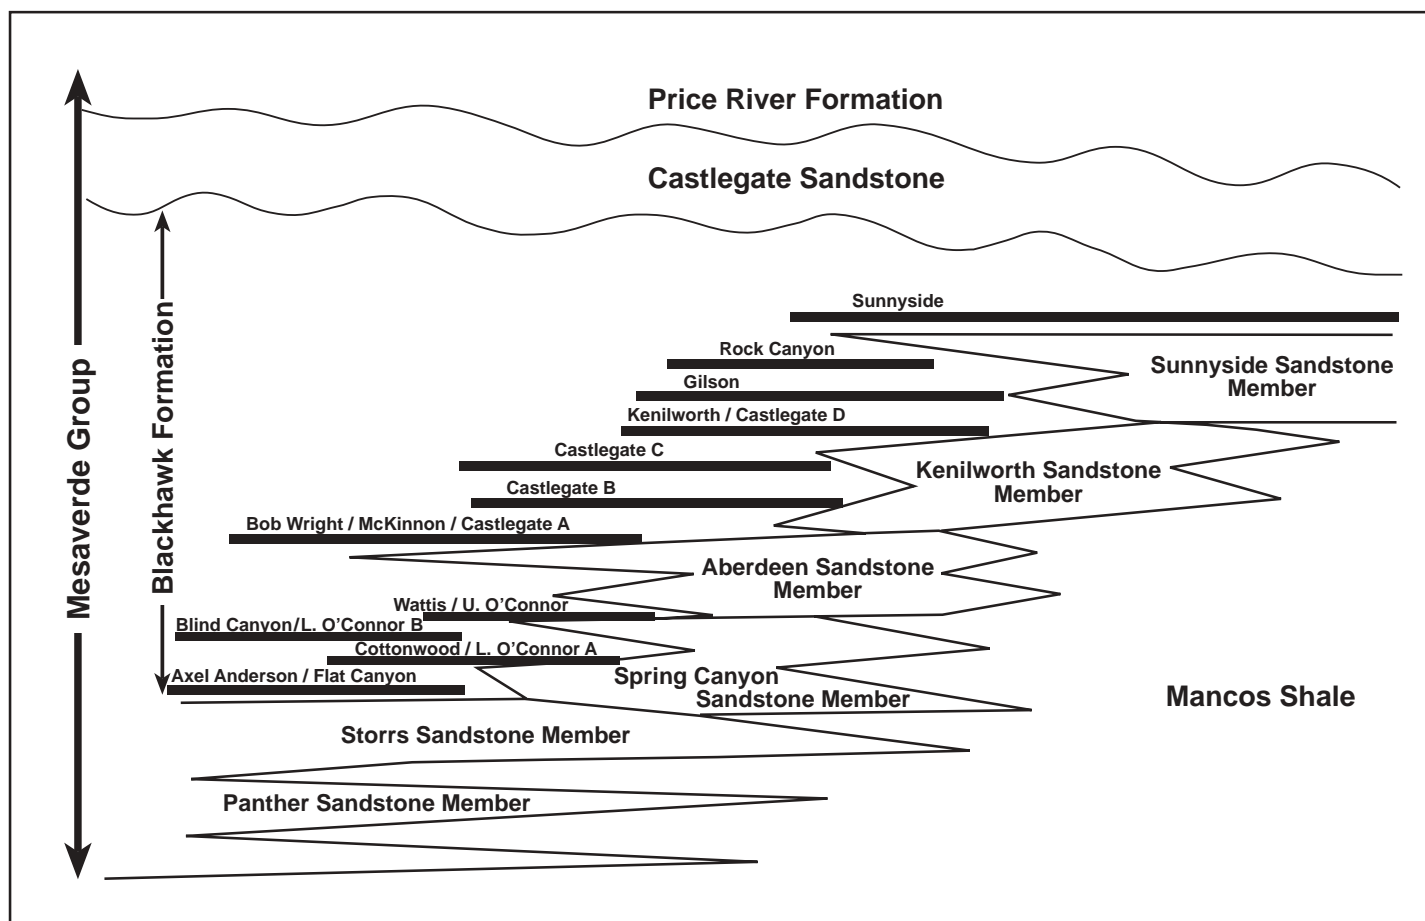 Price River Formation
Castlegate Sandstone
Mesaverde Group
Blackhawk Formation
Sunnyside
Rock Canyon
Sunnyside Sandstone
Member
Gilson
Kenilworth / Castlegate D
Castlegate C
Kenilworth Sandstone
Member
Castlegate B
Bob Wright / McKinnon / Castlegate A
Aberdeen Sandstone
Member
Wattis / U. O'Connor
Blind Canyon/L. O'Connor B
Cottonwood / L. O'Connor A
Axel Anderson / Flat Canyon
Spring Canyon
Sandstone Member
Mancos Shale
Storrs Sandstone Member
Panther Sandstone Member